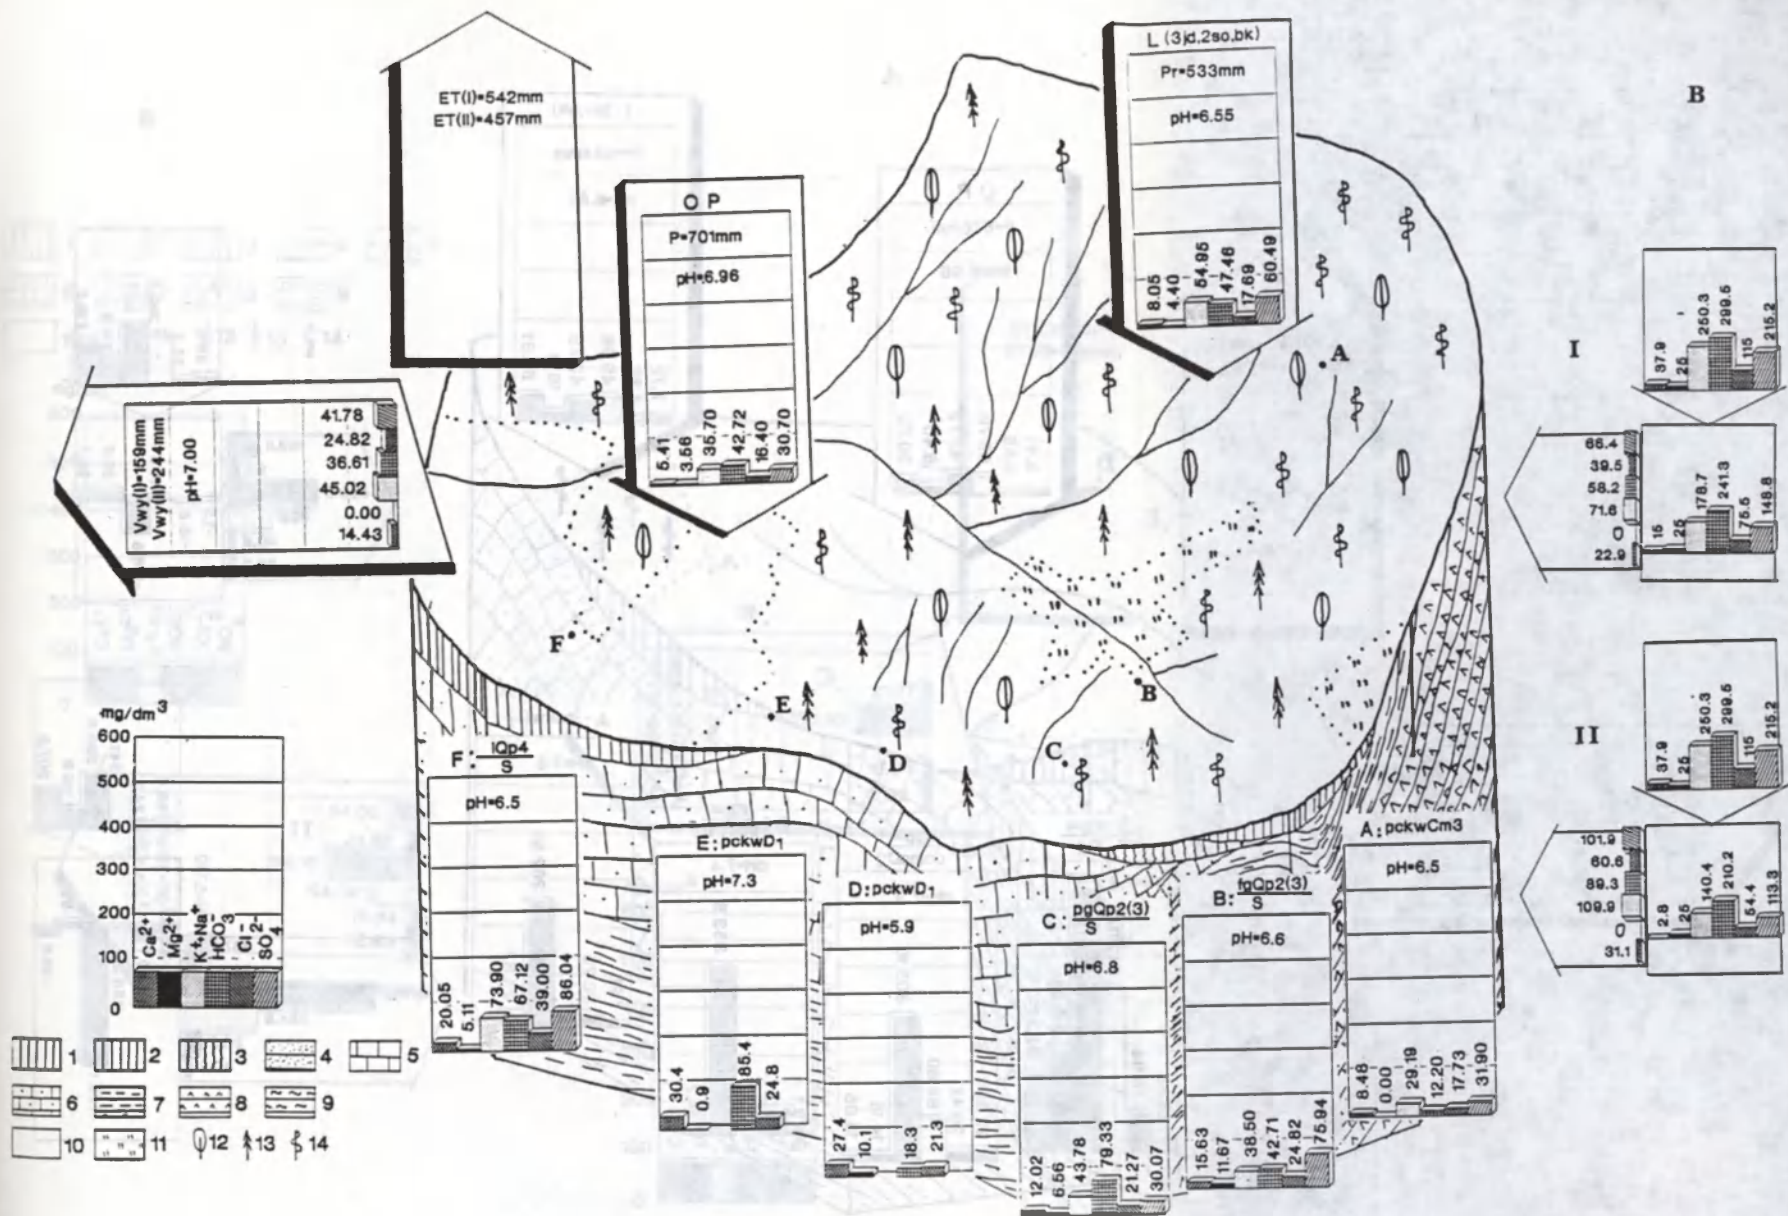 ET(I)=542mm
ET(II)=457mm
O P
P=701mm
pH=6.96
5.41
3.56
35.70
42.72
16.40
30.70
L (3jd,2so,bk)
Pr=533mm
pH=6.55
8.05
4.40
54.95
47.46
17.69
60.49
B
Vwy(I)=159mm
Vwy(II)=244mm
pH=7.00
41.78
24.82
36.61
45.02
0.00
14.43
I
37.9
25
250.3
299.5
115
215.2
66.4
39.5
58.2
71.6
0
22.9
15
25
178.7
241.3
75.5
148.8
II
37.9
25
250.3
299.5
115
215.2
101.9
60.6
89.3
109.9
0
31.1
2.8
25
140.4
210.2
54.4
113.3
A
B
C
D
E
F
mg/dm3
600
500
400
300
200
100
0
Ca2+
Mg2+
K++Na+
HCO3-
Cl-
SO42-
F: lQp4
S
pH=6.5
20.05
5.11
73.90
67.12
39.00
86.04
E: pckwD1
pH=7.3
30.4
0.9
85.4
24.8
D: pckwD1
pH=5.9
27.4
10.1
18.3
21.3
C: pgQp2(3)
S
pH=6.8
12.02
6.56
43.78
79.33
21.27
30.07
B: fgQp2(3)
S
pH=6.6
15.63
11.67
38.50
42.71
24.82
75.94
A: pckwCm3
pH=6.5
8.48
0.00
29.19
12.20
17.73
31.90
1 2 3 4 5
6 7 8 9
10 11 12 13 14